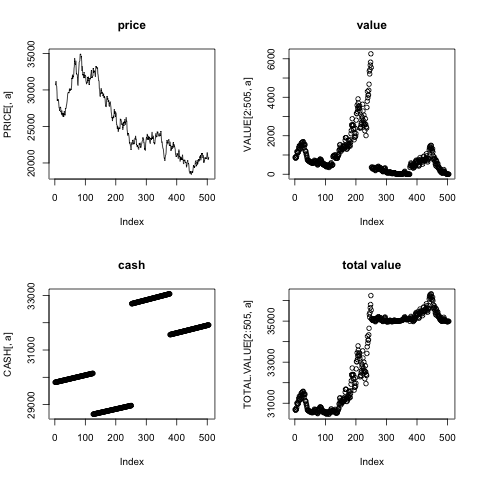 price
PRICE[, a]
35000
30000
25000
20000
0 100 200 300 400 500
Index
value
VALUE[2:505, a]
6000
4000
2000
0
0 100 200 300 400 500
Index
cash
CASH[, a]
33000
31000
29000
0 100 200 300 400 500
Index
total value
TOTAL.VALUE[2:505, a]
35000
33000
31000
0 100 200 300 400 500
Index